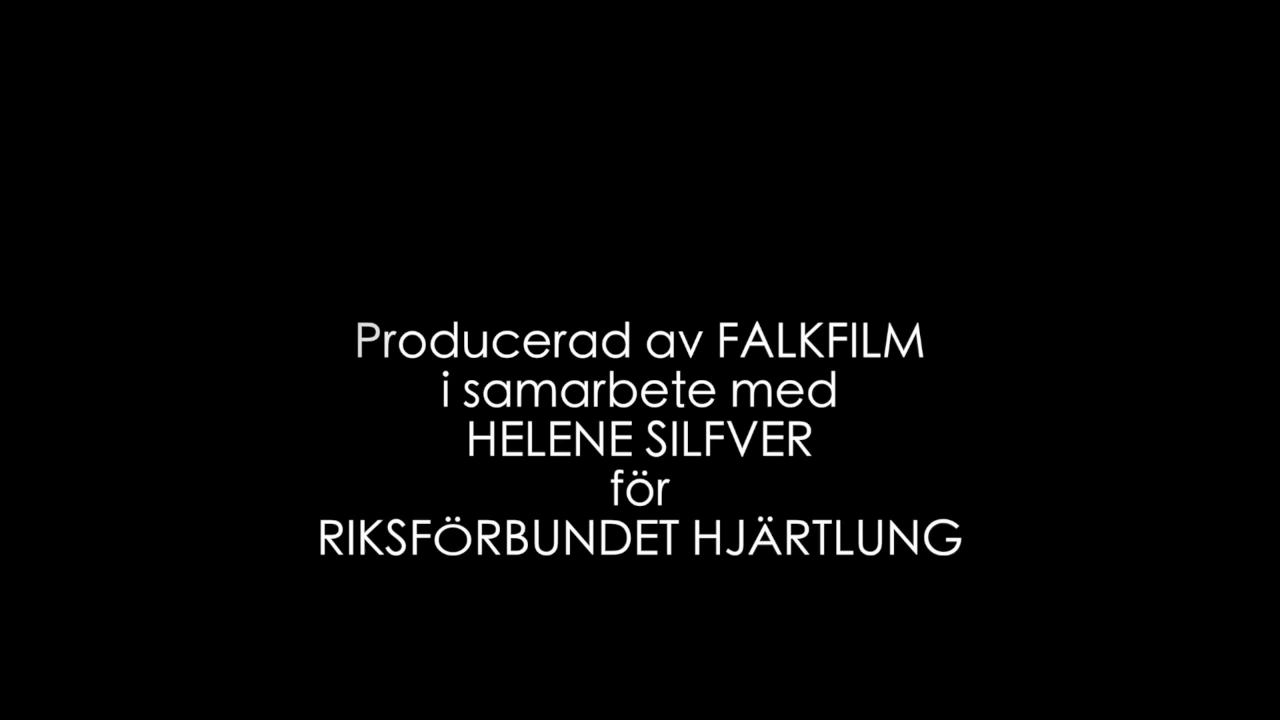 Producerad av FALKFILM
i samarbete med
HELENE SILFVER
för
RIKSFÖRBUNDET HJÄRTLUNG